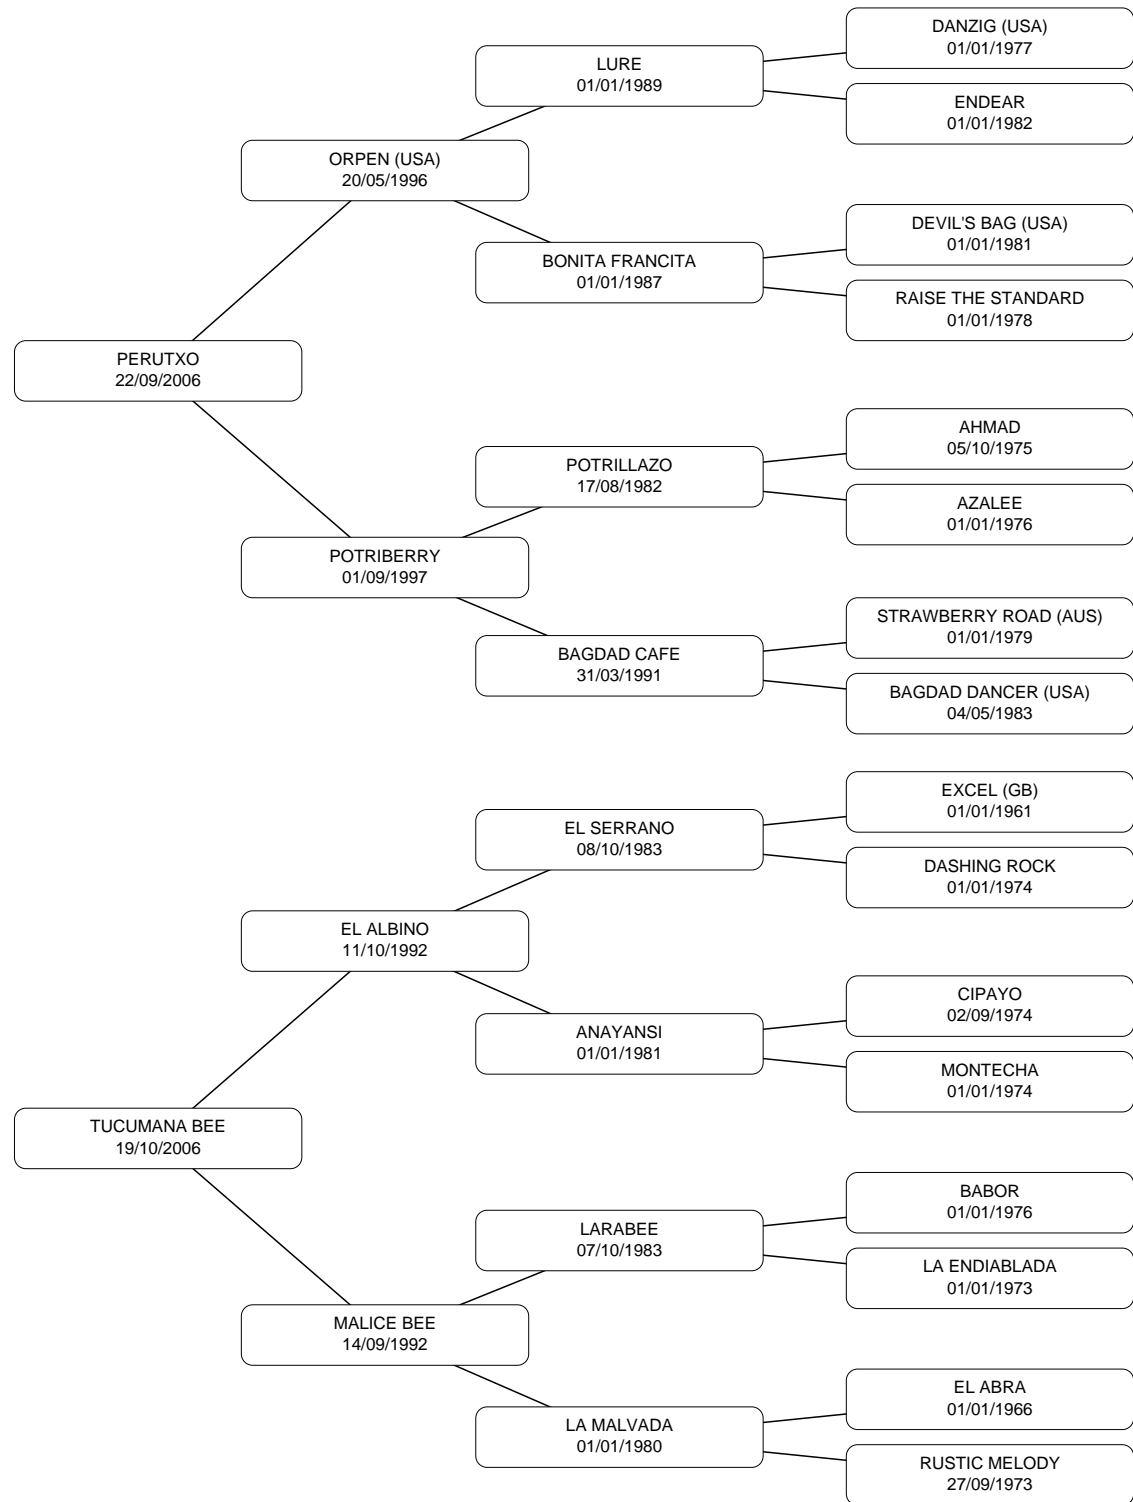 DANZIG (USA)
01/01/1977
LURE
01/01/1989
ENDEAR
01/01/1982
ORPEN (USA)
20/05/1996
DEVIL'S BAG (USA)
01/01/1981
BONITA FRANCITA
01/01/1987
RAISE THE STANDARD
01/01/1978
PERUTXO
22/09/2006
AHMAD
05/10/1975
POTRILLAZO
17/08/1982
AZALEE
01/01/1976
POTRIBERRY
01/09/1997
STRAWBERRY ROAD (AUS)
01/01/1979
BAGDAD CAFE
31/03/1991
BAGDAD DANCER (USA)
04/05/1983
EXCEL (GB)
01/01/1961
EL SERRANO
08/10/1983
DASHING ROCK
01/01/1974
EL ALBINO
11/10/1992
CIPAYO
02/09/1974
ANAYANSI
01/01/1981
MONTECHA
01/01/1974
TUCUMANA BEE
19/10/2006
BABOR
01/01/1976
LARABEE
07/10/1983
LA ENDIABLADA
01/01/1973
MALICE BEE
14/09/1992
EL ABRA
01/01/1966
LA MALVADA
01/01/1980
RUSTIC MELODY
27/09/1973